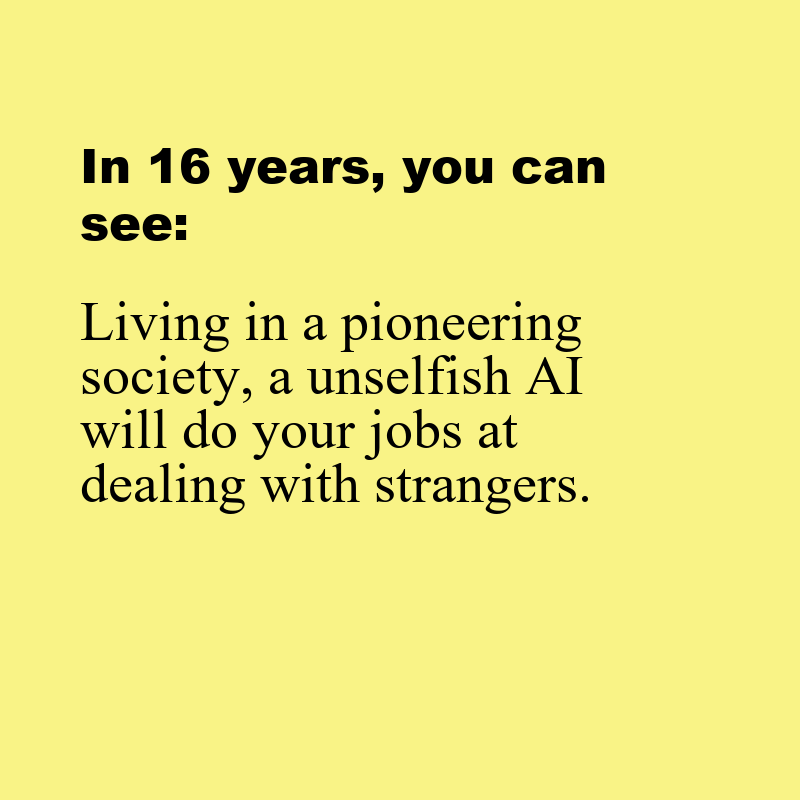 In 16 years, you can
see:
Living in a pioneering
society, a unselfish AI
will do your jobs at
dealing with strangers.